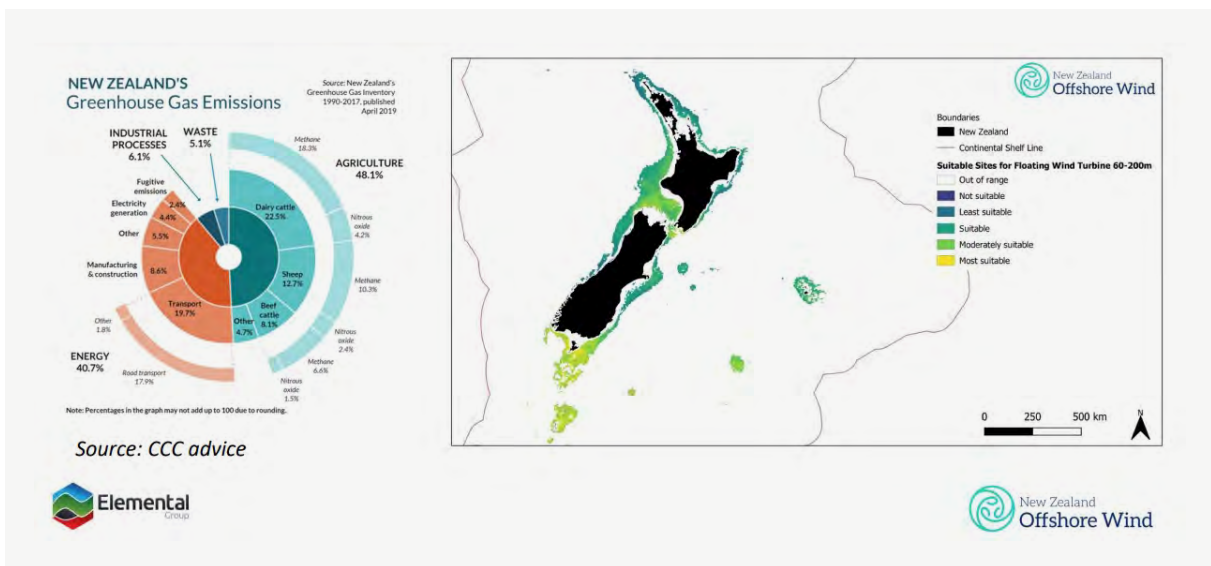 NEW ZEALAND'S
Greenhouse Gas Emissions
Source: New Zealand's
Greenhouse Gas Inventory
1990-2017, published
April 2019
INDUSTRIAL
PROCESSES
6.1%
WASTE
5.1%
Methane
18.3%
AGRICULTURE
48.1%
Fugitive
emissions
2.4%
Electricity
generation
4.4%
Other
5.5%
Manufacturing
& construction
8.6%
Transport
19.7%
Dairy cattle
22.5%
Nitrous
oxide
4.2%
Sheep
12.7%
Methane
10.3%
Beef
cattle
8.1%
Other
4.7%
Nitrous
oxide
2.4%
Methane
6.6%
Nitrous
oxide
1.5%
Other
1.8%
ENERGY
40.7%
Road transport
17.9%
Note: Percentages in the graph may not add up to 100 due to rounding.
Source: CCC advice
Elemental
Group
New Zealand
Offshore Wind
Boundaries
New Zealand
Continental Shelf Line
Suitable Sites for Floating Wind Turbine 60-200m
Out of range
Not suitable
Least suitable
Suitable
Moderately suitable
Most suitable
0 250 500 km
N
New Zealand
Offshore Wind